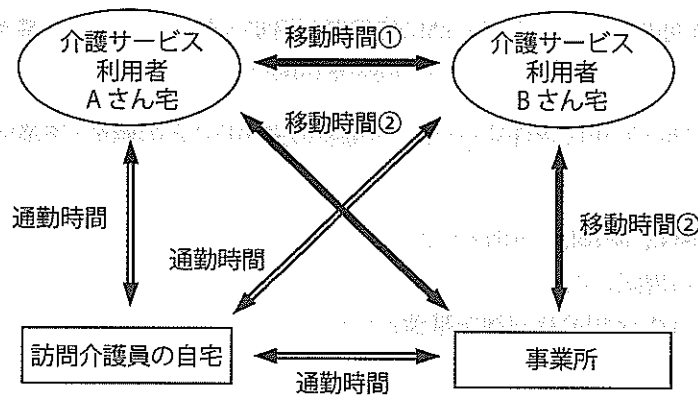 介護サービス
利用者
Aさん宅
移動時間①
介護サービス
利用者
Bさん宅
移動時間②
通勤時間
通勤時間
移動時間②
訪問介護員の自宅
通勤時間
事業所